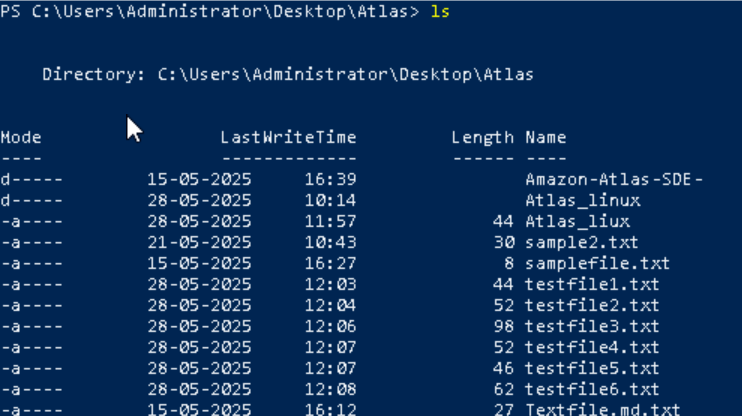 PS C:\Users\Administrator\Desktop\Atlas> ls
Directory: C:\Users\Administrator\Desktop\Atlas
Mode LastWriteTime Length Name
---- ------------- ------ ----
d----- 15-05-2025 16:39 Amazon-Atlas-SDE-
d----- 28-05-2025 10:14 Atlas_linux
-a---- 28-05-2025 11:57 44 Atlas_liux
-a---- 21-05-2025 10:43 30 sample2.txt
-a---- 15-05-2025 16:27 8 samplefile.txt
-a---- 28-05-2025 12:03 44 testfile1.txt
-a---- 28-05-2025 12:04 52 testfile2.txt
-a---- 28-05-2025 12:06 98 testfile3.txt
-a---- 28-05-2025 12:07 52 testfile4.txt
-a---- 28-05-2025 12:07 46 testfile5.txt
-a---- 28-05-2025 12:08 62 testfile6.txt
-a---- 15-05-2025 16:12 27 Textfile.md.txt